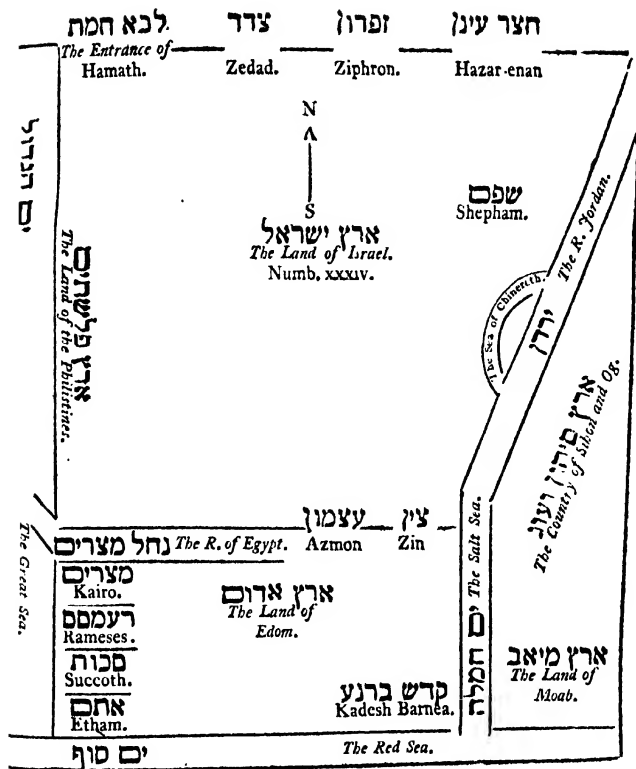 לבא חמת
The Entrance of
Hamath.
צדד
Zedad.
זפרון
Ziphron.
חצר עינן
Hazar-enan
ים הגדול
N
S
שפם
Shepham.
ארץ ישראל
The Land of Israel.
Numb. XXXIV.
ארץ פלשתים
The Land of the Philistines.
The R. Jordan.
ירדן
The Sea of Chinereth.
ארץ סיחון ועוג
The Country of Sihon and Og.
עצמון
Azmon
צין
Zin
The Great Sea.
נחל מצרים The R. of Egypt.
מצרים
Kairo.
רעמסס
Rameses.
סכות
Succoth.
אתם
Etham.
ארץ אדום
The Land of
Edom.
קדש ברנע
Kadesh Barnea.
The Salt Sea.
ים המלח
ארץ מואב
The Land of
Moab.
ים סוף
The Red Sea.